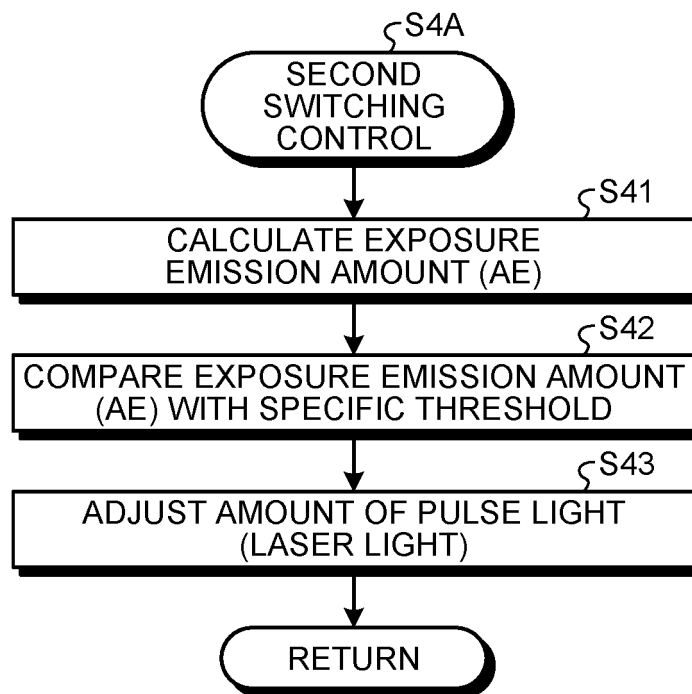 S4A
SECOND
SWITCHING
CONTROL
S41
CALCULATE EXPOSURE
EMISSION AMOUNT (AE)
S42
COMPARE EXPOSURE EMISSION AMOUNT
(AE) WITH SPECIFIC THRESHOLD
S43
ADJUST AMOUNT OF PULSE LIGHT
(LASER LIGHT)
RETURN